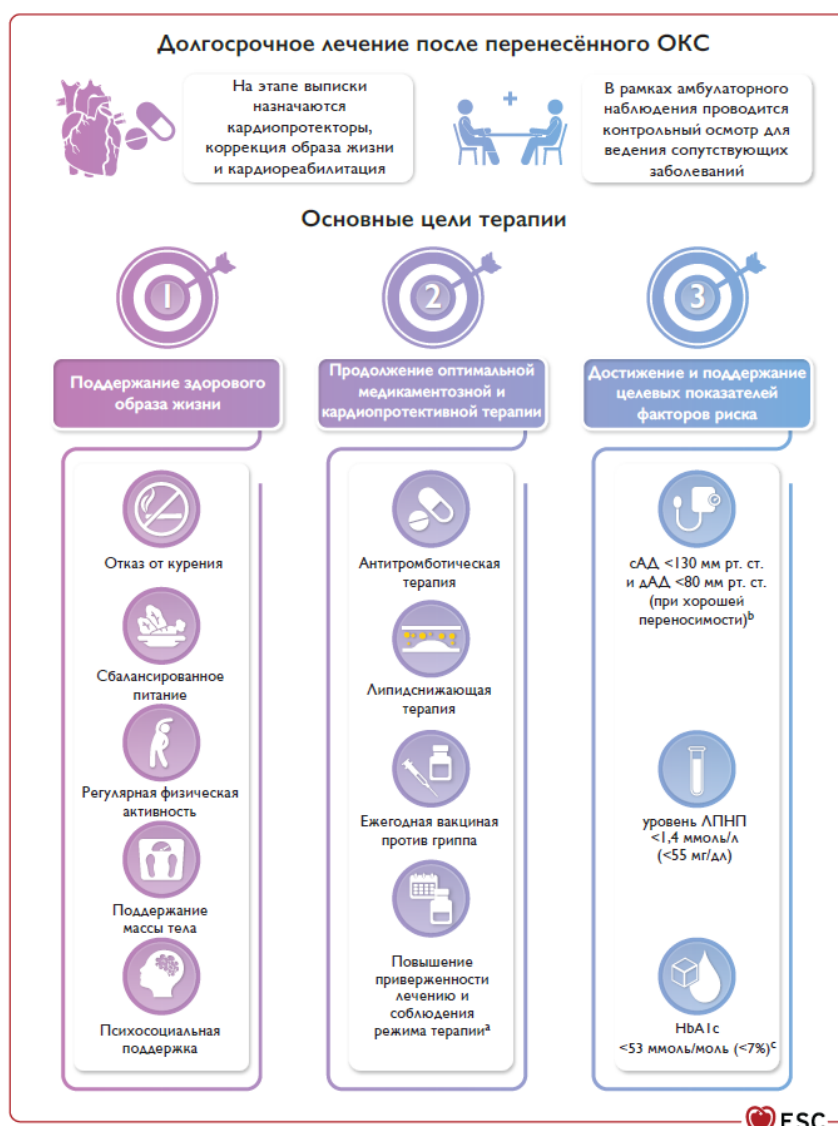 Долгосрочное лечение после перенесённого ОКС
На этапе выписки
назначаются
кардиопротекторы,
коррекция образа жизни
и кардиореабилитация
В рамках амбулаторного
наблюдения проводится
контрольный осмотр для
ведения сопутствующих
заболеваний
Основные цели терапии
1
2
3
Поддержание здорового
образа жизни
Продолжение оптимальной
медикаментозной и
кардиопротективной терапии
Достижение и поддержание
целевых показателей
факторов риска
Отказ от курения
Сбалансированное
питание
Регулярная физическая
активность
Поддержание
массы тела
Психосоциальная
поддержка
Антитромботическая
терапия
Липидснижающая
терапия
Ежегодная вакциная
против гриппа
Повышение
приверженности
лечению и
соблюдения
режима терапииᵃ
сАД <130 мм рт. ст.
и дАД <80 мм рт. ст.
(при хорошей
переносимости)ᵇ
уровень ЛПНП
<1,4 ммоль/л
(<55 мг/дл)
HbA1c
<53 ммоль/моль (<7%)ᶜ
ESC